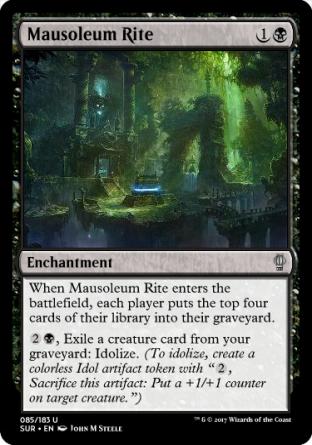 Mausoleum Rite 1
Enchantment
When Mausoleum Rite enters the
battlefield, each player puts the top four
cards of their library into their graveyard.
2 , Exile a creature card from your
graveyard: Idolize. (To idolize, create a
colorless Idol artifact token with “2 ,
Sacrifice this artifact: Put a +1/+1 counter
on target creature.”)
085/183 U
SUR • EN John M Steele
™ & © 2017 Wizards of the Coast